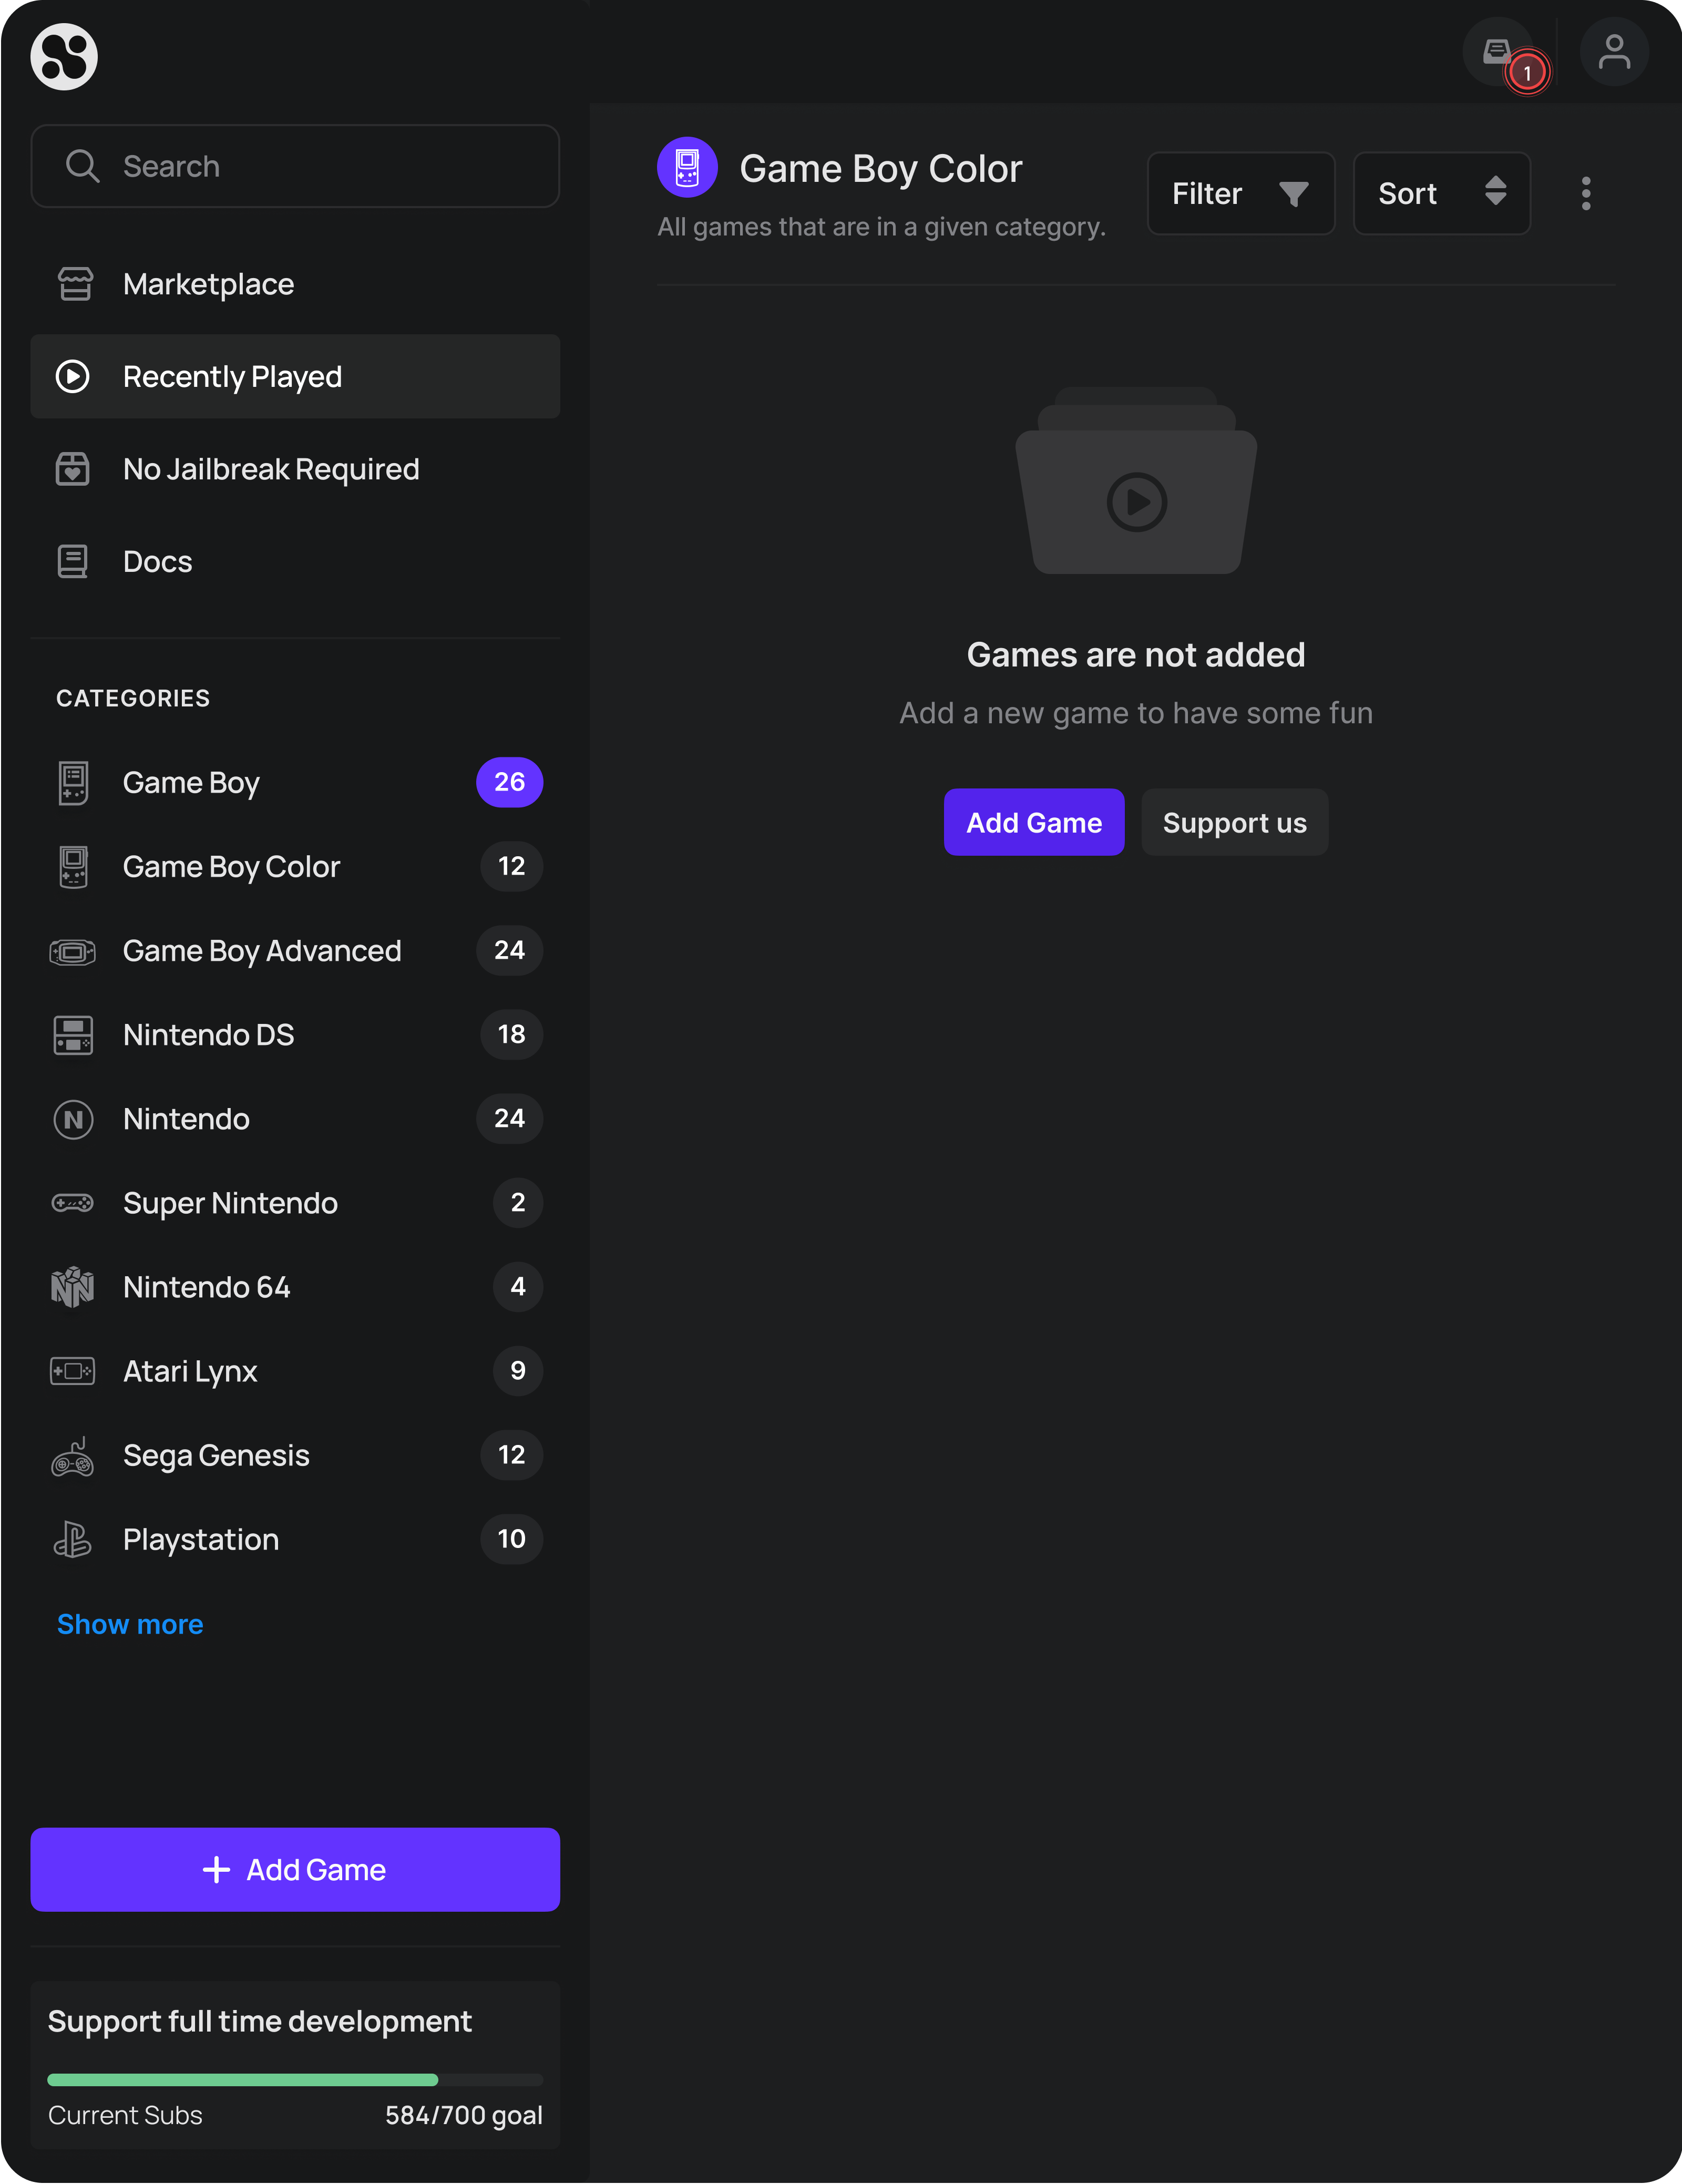 1
Search
Marketplace
Recently Played
No Jailbreak Required
Docs
CATEGORIES
Game Boy 26
Game Boy Color 12
Game Boy Advanced 24
Nintendo DS 18
N Nintendo 24
Super Nintendo 2
Nintendo 64 4
Atari Lynx 9
Sega Genesis 12
Playstation 10
Show more
Add Game
Support full time development
Current Subs 584/700 goal
Game Boy Color
All games that are in a given category.
Filter
Sort
Games are not added
Add a new game to have some fun
Add Game
Support us